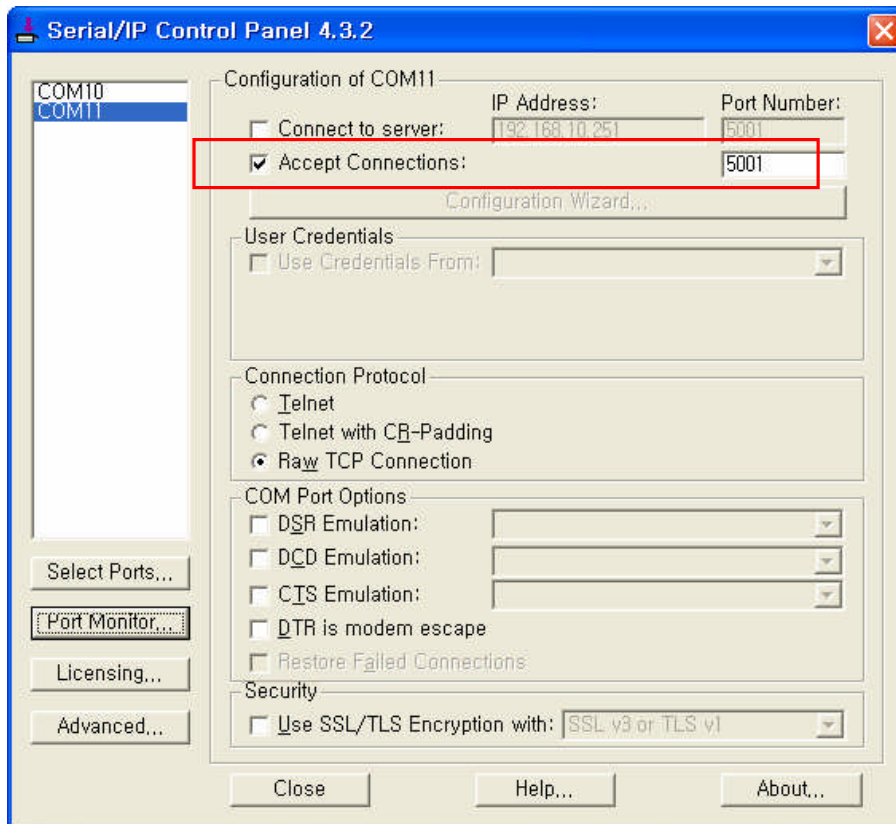 Serial/IP Control Panel 4.3.2
COM10
COM11
Configuration of COM11
IP Address: Port Number:
Connect to server: 192.168.10.251 5001
Accept Connections: 5001
Configuration Wizard...
User Credentials
Use Credentials From:
Connection Protocol
Telnet
Telnet with CR-Padding
Raw TCP Connection
COM Port Options
DSR Emulation:
DCD Emulation:
CTS Emulation:
DTR is modem escape
Restore Failed Connections
Security
Use SSL/TLS Encryption with: SSL v3 or TLS v1
Select Ports...
Port Monitor...
Licensing...
Advanced...
Close Help... About...